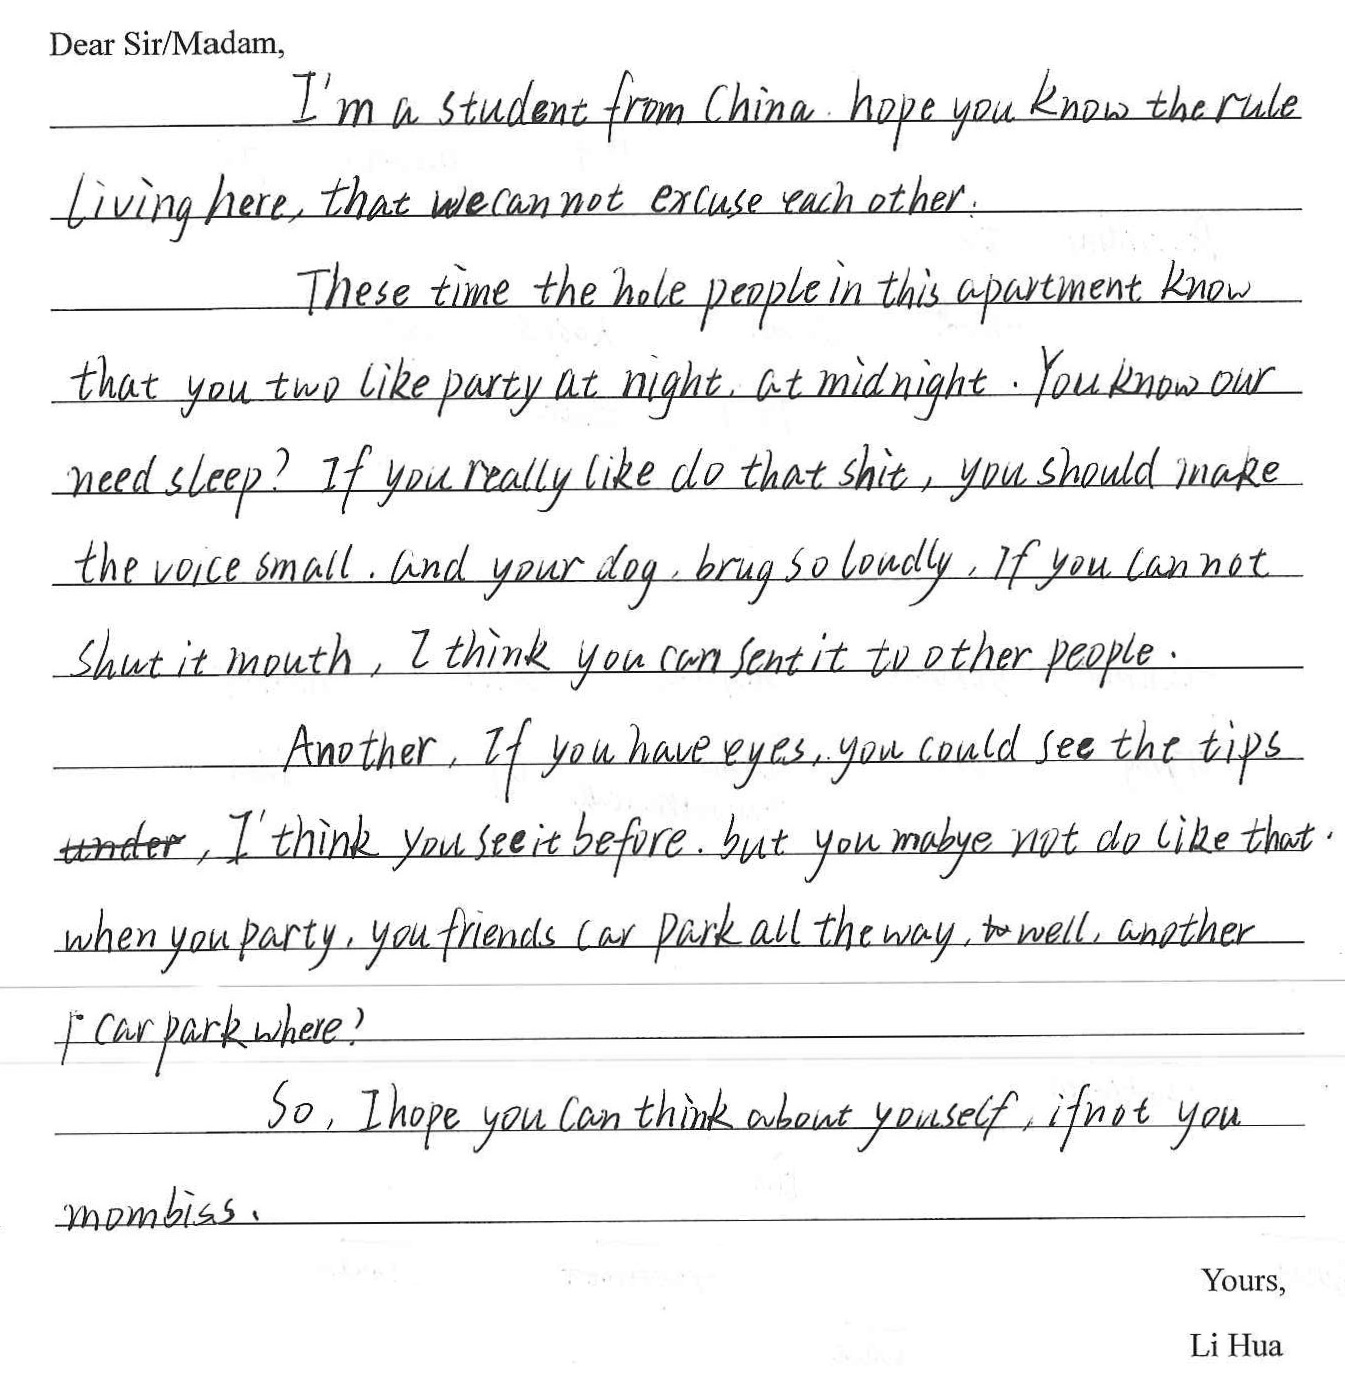 Dear Sir/Madam,
I'm a student from China. hope you know the rule
living here, that we can not excuse each other.
These time the hole people in this apartment know
that you two like party at night. at midnight. You know our
need sleep? If you really like do that shit, you should make
the voice small. and your dog. brug so loudly. If you can not
shut it mouth, I think you can sent it to other people.
Another, If you have eyes, you could see the tips
under, I'think you see it before. but you mabye not do like that.
when you party, you friends car park all the way, to well, another
car park where?
So, I hope you can think about youself, if not you
mombiss.
Yours,
Li Hua